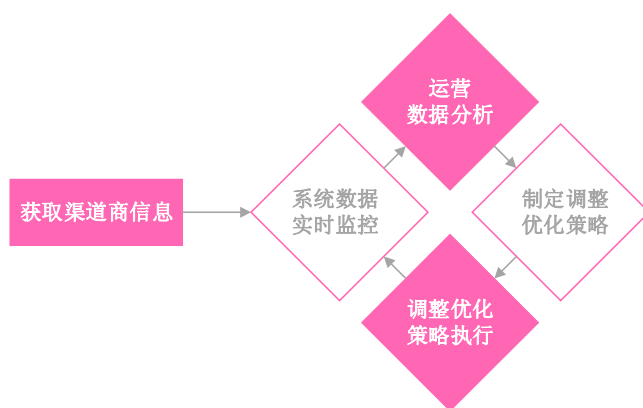 获取渠道商信息
系统数据
实时监控
运营
数据分析
制定调整
优化策略
调整优化
策略执行